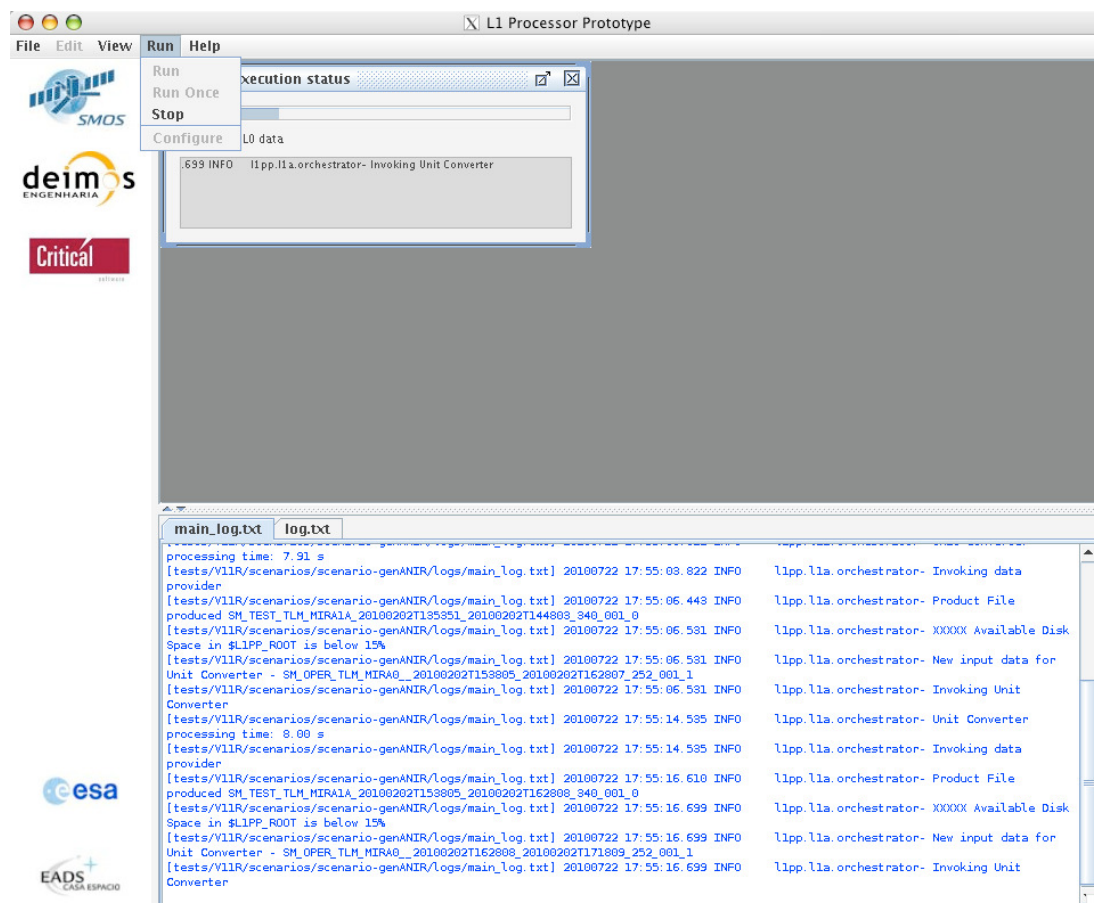 L1 Processor Prototype
File Edit View Run Help
Run
Run Once
Stop
Configure
xecution status
L0 data
.699 INFO l1pp.l1a.orchestrator- Invoking Unit Converter
SMOS
deimos
ENGENHARIA
Critical
software
esa
EADS
CASA ESPACIO
main_log.txt log.txt
processing time: 7.91 s
[tests/V11R/scenarios/scenario-genANIR/logs/main_log.txt] 20100722 17:55:03.822 INFO l1pp.l1a.orchestrator- Invoking data
provider
[tests/V11R/scenarios/scenario-genANIR/logs/main_log.txt] 20100722 17:55:06.443 INFO l1pp.l1a.orchestrator- Product File
produced SM_TEST_TLM_MIRA1A_20100202T135351_20100202T144803_340_001_0
[tests/V11R/scenarios/scenario-genANIR/logs/main_log.txt] 20100722 17:55:06.531 INFO l1pp.l1a.orchestrator- XXXXX Available Disk
Space in $L1PP_ROOT is below 15%
[tests/V11R/scenarios/scenario-genANIR/logs/main_log.txt] 20100722 17:55:06.531 INFO l1pp.l1a.orchestrator- New input data for
Unit Converter - SM_OPER_TLM_MIRA0__20100202T153805_20100202T162807_252_001_1
[tests/V11R/scenarios/scenario-genANIR/logs/main_log.txt] 20100722 17:55:06.531 INFO l1pp.l1a.orchestrator- Invoking Unit
Converter
[tests/V11R/scenarios/scenario-genANIR/logs/main_log.txt] 20100722 17:55:14.535 INFO l1pp.l1a.orchestrator- Unit Converter
processing time: 8.00 s
[tests/V11R/scenarios/scenario-genANIR/logs/main_log.txt] 20100722 17:55:14.535 INFO l1pp.l1a.orchestrator- Invoking data
provider
[tests/V11R/scenarios/scenario-genANIR/logs/main_log.txt] 20100722 17:55:16.610 INFO l1pp.l1a.orchestrator- Product File
produced SM_TEST_TLM_MIRA1A_20100202T153805_20100202T162808_340_001_0
[tests/V11R/scenarios/scenario-genANIR/logs/main_log.txt] 20100722 17:55:16.699 INFO l1pp.l1a.orchestrator- XXXXX Available Disk
Space in $L1PP_ROOT is below 15%
[tests/V11R/scenarios/scenario-genANIR/logs/main_log.txt] 20100722 17:55:16.699 INFO l1pp.l1a.orchestrator- New input data for
Unit Converter - SM_OPER_TLM_MIRA0__20100202T162808_20100202T171809_252_001_1
[tests/V11R/scenarios/scenario-genANIR/logs/main_log.txt] 20100722 17:55:16.699 INFO l1pp.l1a.orchestrator- Invoking Unit
Converter